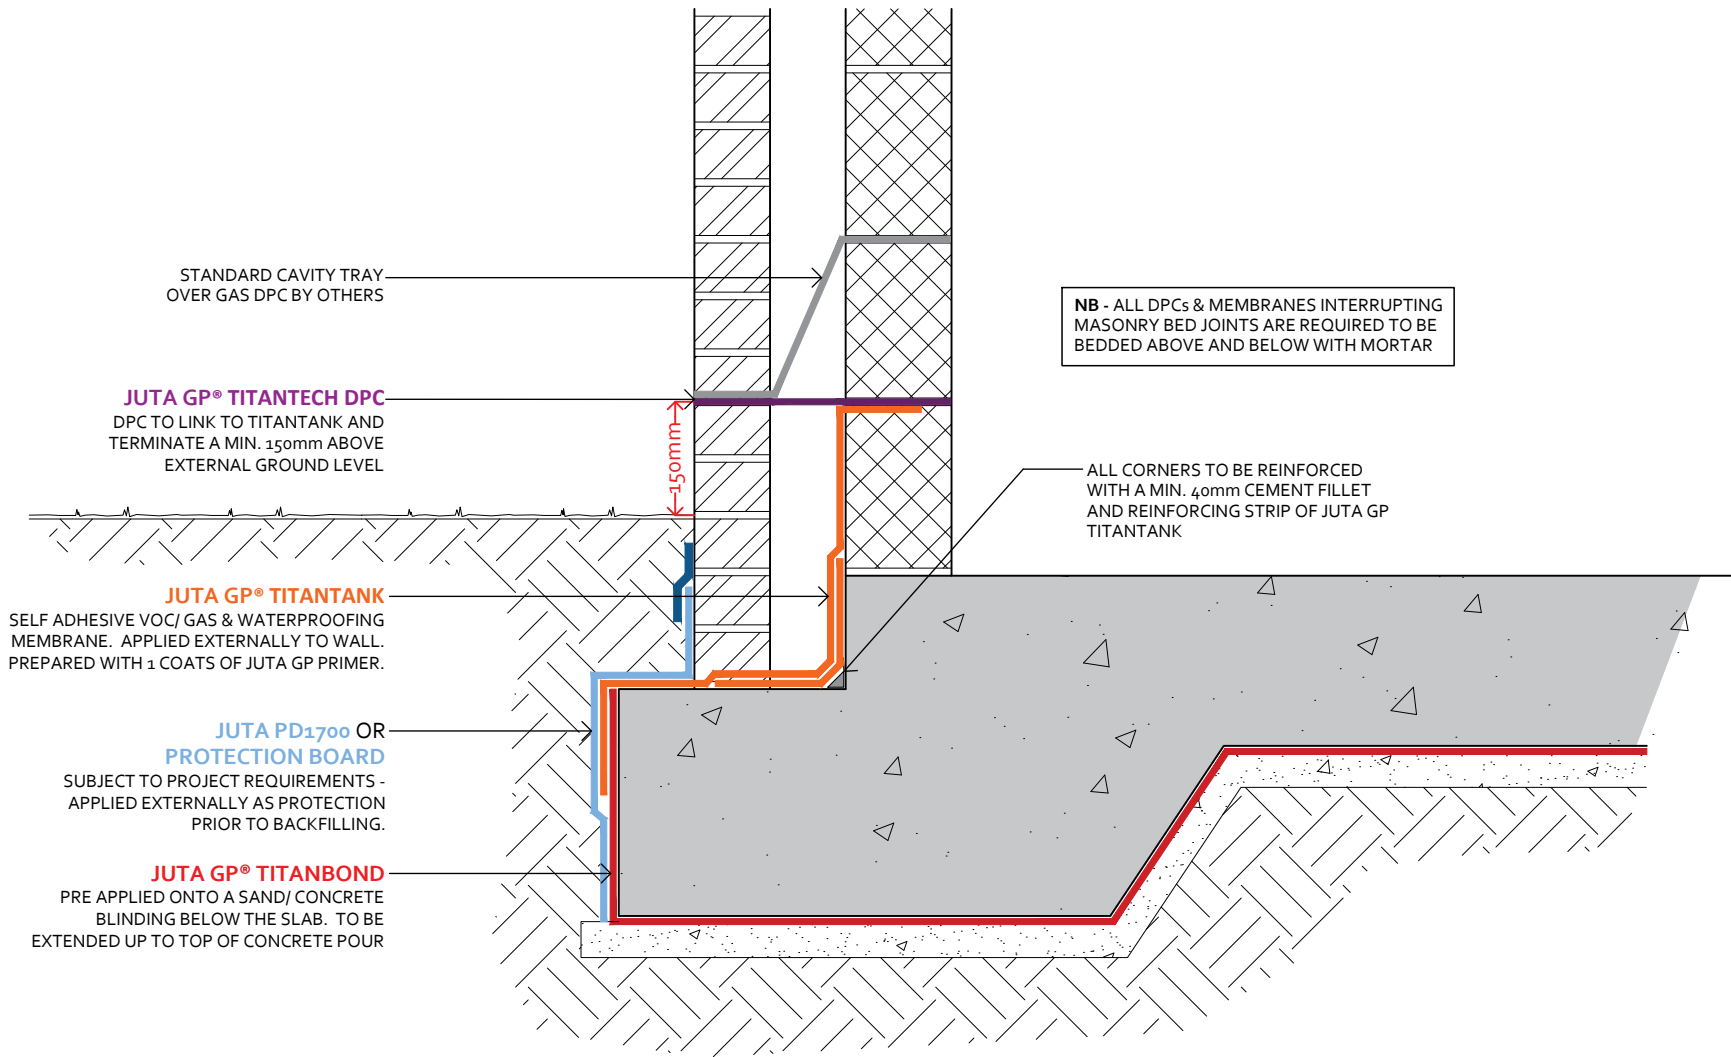 STANDARD CAVITY TRAY
OVER GAS DPC BY OTHERS
NB - ALL DPCs & MEMBRANES INTERRUPTING
MASONRY BED JOINTS ARE REQUIRED TO BE
BEDDED ABOVE AND BELOW WITH MORTAR
JUTA GP® TITANTECH DPC
DPC TO LINK TO TITANTANK AND
TERMINATE A MIN. 150mm ABOVE
EXTERNAL GROUND LEVEL
150mm
ALL CORNERS TO BE REINFORCED
WITH A MIN. 40mm CEMENT FILLET
AND REINFORCING STRIP OF JUTA GP
TITANTANK
JUTA GP® TITANTANK
SELF ADHESIVE VOC/ GAS & WATERPROOFING
MEMBRANE. APPLIED EXTERNALLY TO WALL.
PREPARED WITH 1 COATS OF JUTA GP PRIMER.
JUTA PD1700 OR
PROTECTION BOARD
SUBJECT TO PROJECT REQUIREMENTS -
APPLIED EXTERNALLY AS PROTECTION
PRIOR TO BACKFILLING.
JUTA GP® TITANBOND
PRE APPLIED ONTO A SAND/ CONCRETE
BLINDING BELOW THE SLAB. TO BE
EXTENDED UP TO TOP OF CONCRETE POUR